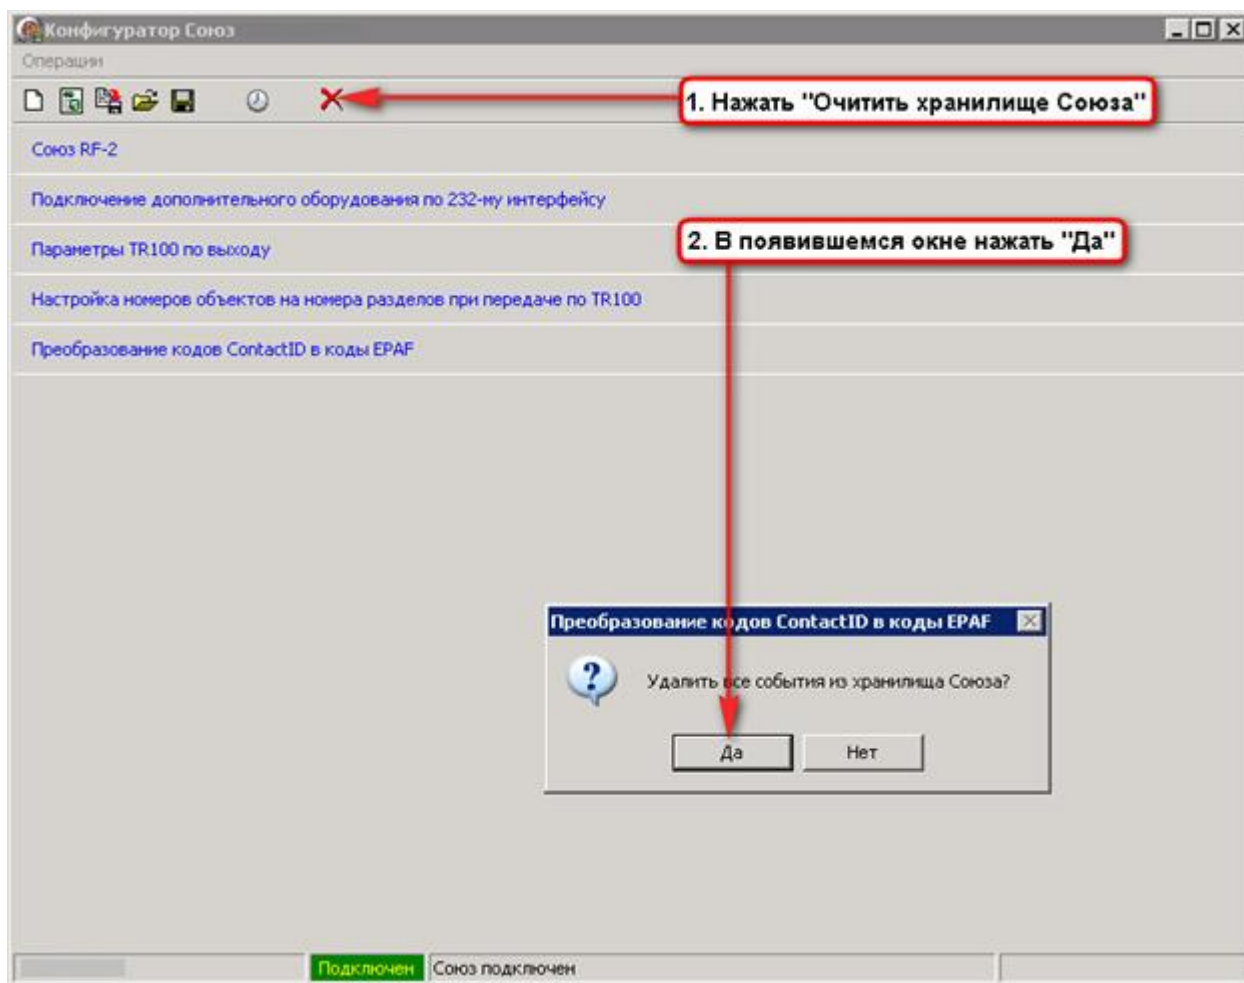 Конфигуратор Союз
Операции
1. Нажать "Очитить хранилище Союза"
Союз RF-2
Подключение дополнительного оборудования по 232-му интерфейсу
2. В появившемся окне нажать "Да"
Параметры TR100 по выходу
Настройка номеров объектов на номера разделов при передаче по TR100
Преобразование кодов ContactID в коды EPAF
Преобразование кодов ContactID в коды EPAF
Удалить все события из хранилища Союза?
Да
Нет
Подключен
Союз подключен